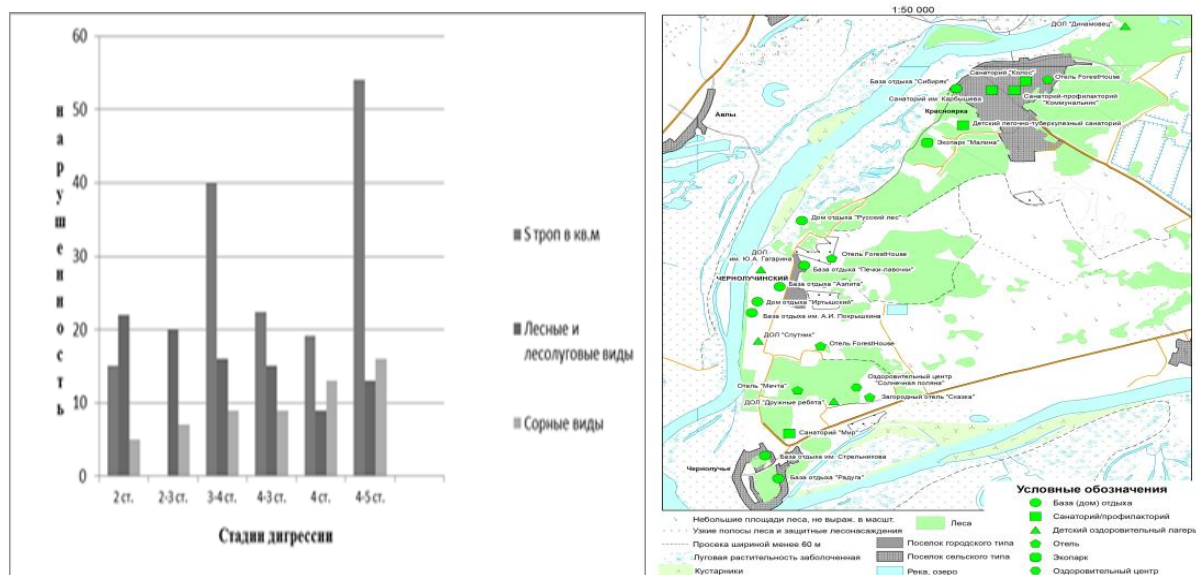 60
50
40
30
20
10
0
нарушенность
2 ст.
2-3 ст.
3-4 ст.
4-3 ст.
4 ст.
4-5 ст.
Стадии дигрессии
S троп в кв.м
Лесные и
лесолуговые виды
Сорные виды
1:50 000
ДОЛ "Динамовец"
Санаторий "Колос"
База отдыха "Сибиряк"
Отель ForestHouse
Санаторий им. Карбышева
Санаторий-профилакторий
"Коммунальник"
Красноярка
Детский легочно-туберкулезный санаторий
Экопарк "Малина"
Дом отдыха "Русский лес"
ДОЛ
им. Ю.А. Гагарина
Отель ForestHouse
База отдыха "Печки-лавочки"
ЧЕРНОЛУЧИНСКИЙ
База отдыха "Аэлита"
Дом отдыха "Иртышский"
База отдыха им. А.И. Покрышкина
ДОЛ "Спутник"
Отель ForestHouse
Оздоровительный центр
"Солнечная поляна"
Отель "Мечта"
ДОЛ "Дружные ребята"
Загородный отель "Сказка"
Санаторий "Мир"
База отдыха им. Стрельникова
Чернолучье
База отдыха "Радуга"
Условные обозначения
База (дом) отдыха
Небольшие площади леса, не выраж. в масшт.
Узкие полосы леса и защитные лесонасаждения
Просека шириной менее 60 м
Луговая растительность заболоченная
Кустарники
Леса
Поселок городского типа
Поселок сельского типа
Река, озеро
Санаторий/профилакторий
Детский оздоровительный лагерь
Отель
Экопарк
Оздоровительный центр